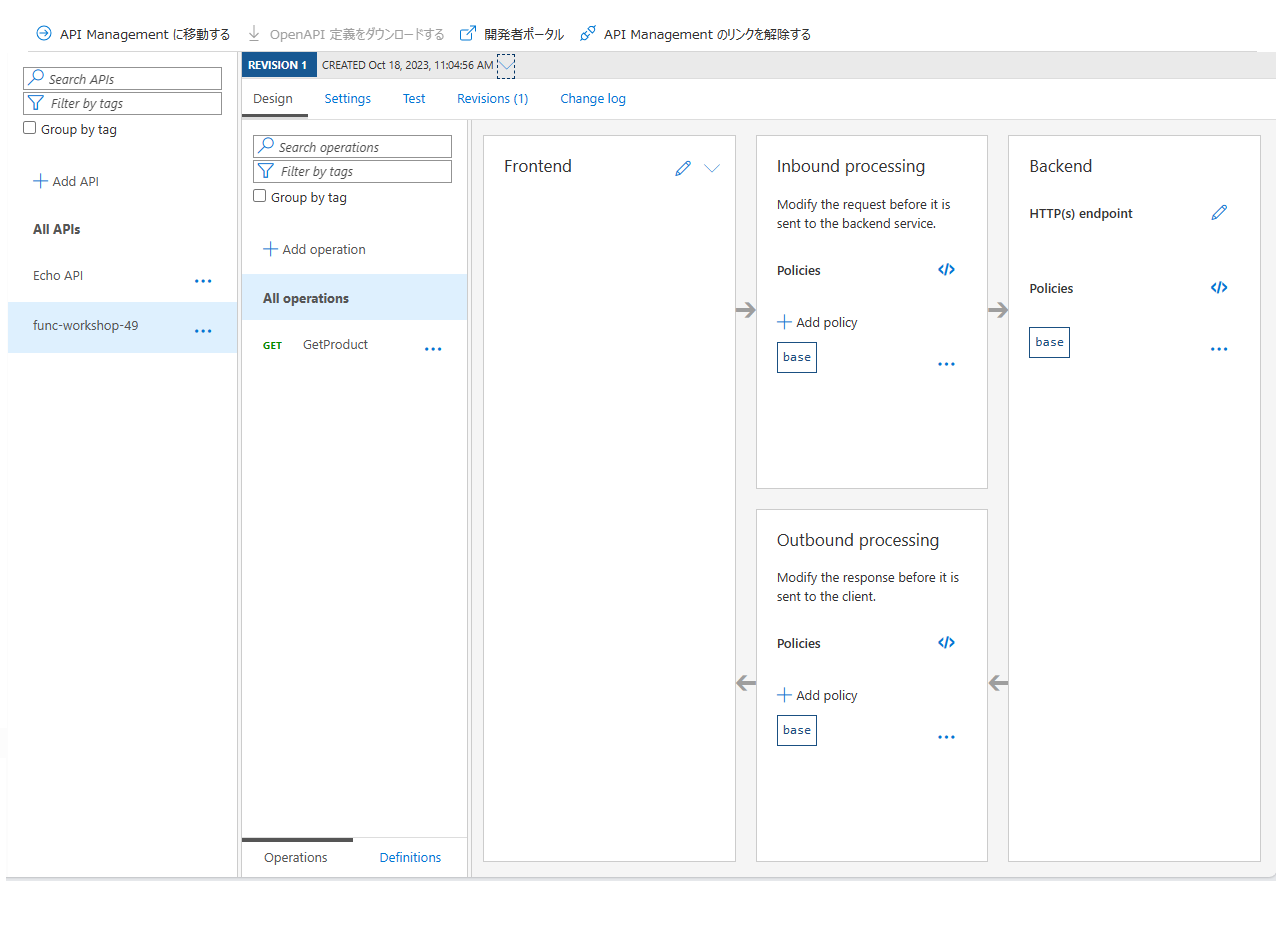 API Management に移動する OpenAPI 定義をダウンロードする 開発者ポータル API Management のリンクを解除する
Search APIs
Filter by tags
Group by tag
Add API
All APIs
Echo API
func-workshop-49
REVISION 1 CREATED Oct 18, 2023, 11:04:56 AM
Design Settings Test Revisions (1) Change log
Search operations
Filter by tags
Group by tag
Add operation
All operations
GET GetProduct
Operations Definitions
Frontend
Inbound processing
Modify the request before it is
sent to the backend service.
Policies </>
Add policy
base
Outbound processing
Modify the response before it is
sent to the client.
Policies </>
Add policy
base
Backend
HTTP(s) endpoint
Policies </>
base